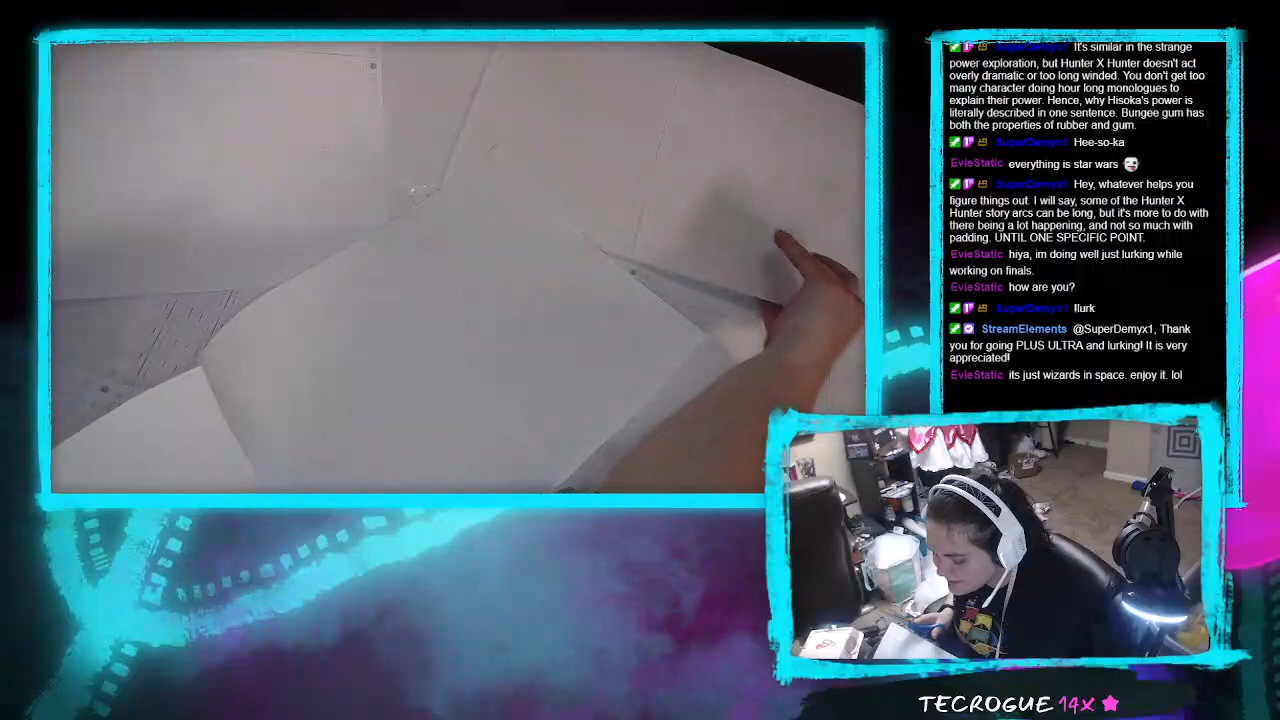 It's similar in the strange
power exploration, but Hunter X Hunter doesn't act
overly dramatic or too long winded. You don't get too
many character doing hour long monologues to
explain their power. Hence, why Hisoka's power is
literally described in one sentence. Bungee gum has
both the properties of rubber and gum.
SuperDemyx1 Hee-so-ka
EvieStatic everything is star wars
SuperDemyx1 Hey, whatever helps you
figure things out. I will say, some of the Hunter X
Hunter story arcs can be long, but it's more to do with
there being a lot happening, and not so much with
padding. UNTIL ONE SPECIFIC POINT.
EvieStatic hiya, im doing well just lurking while
working on finals.
EvieStatic how are you?
SuperDemyx1 !lurk
StreamElements @SuperDemyx1, Thank
you for going PLUS ULTRA and lurking! It is very
appreciated!
EvieStatic its just wizards in space. enjoy it. lol
TECROGUE 14X